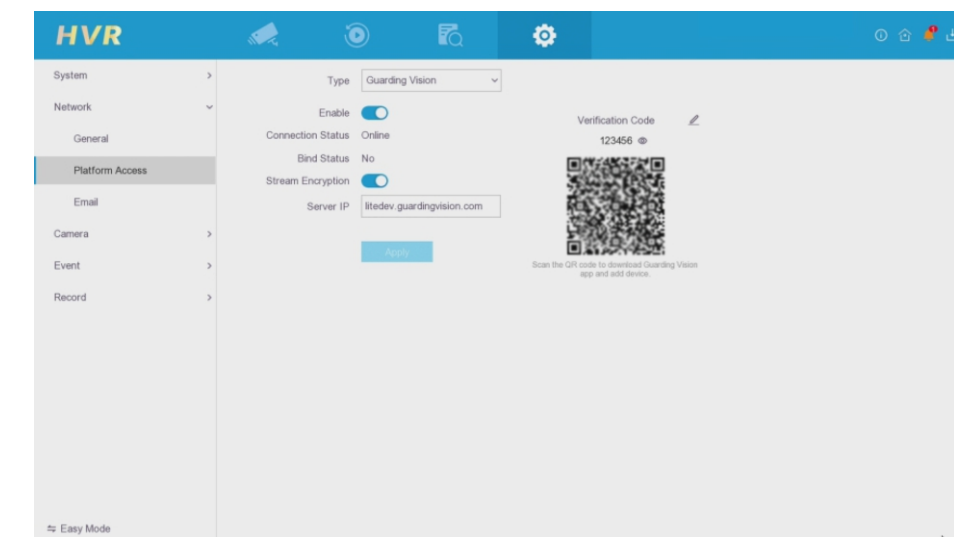 HVR
System
Network
General
Platform Access
Email
Camera
Event
Record
Easy Mode
Type Guarding Vision
Enable
Connection Status Online
Bind Status No
Stream Encryption
Server IP litedev.guardingvision.com
Apply
Verification Code
123456
Scan the QR code to download Guarding Vision
app and add device.